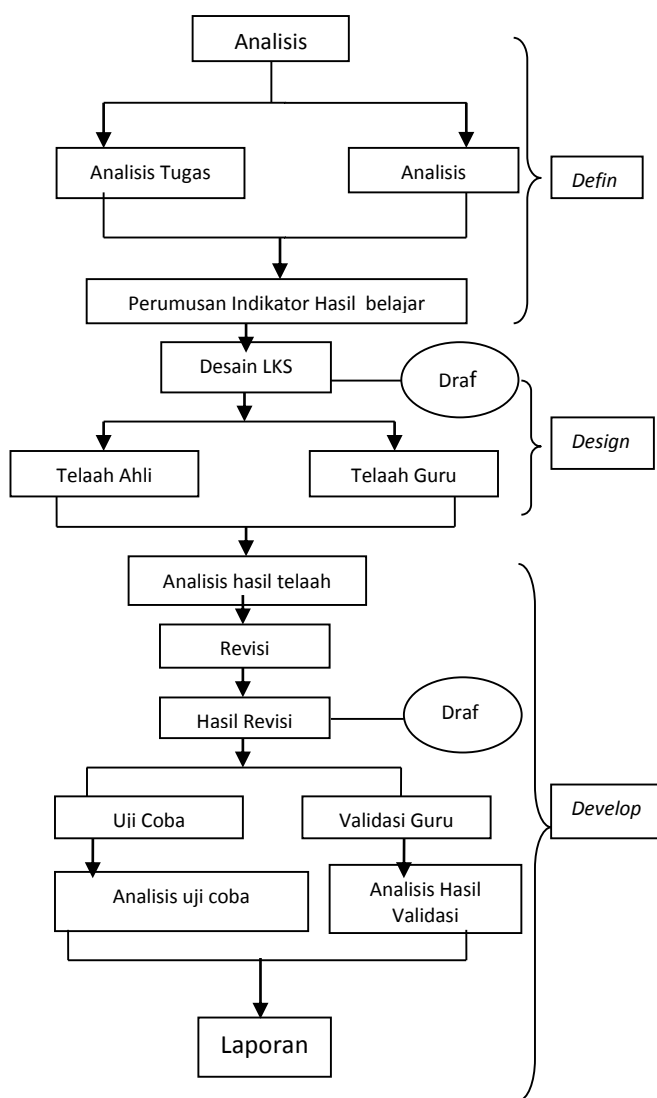 Analisis
Analisis Tugas
Analisis
Defin
Perumusan Indikator Hasil belajar
Desain LKS
Draf
Design
Telaah Ahli
Telaah Guru
Analisis hasil telaah
Revisi
Hasil Revisi
Draf
Uji Coba
Validasi Guru
Develop
Analisis uji coba
Analisis Hasil
Validasi
Laporan